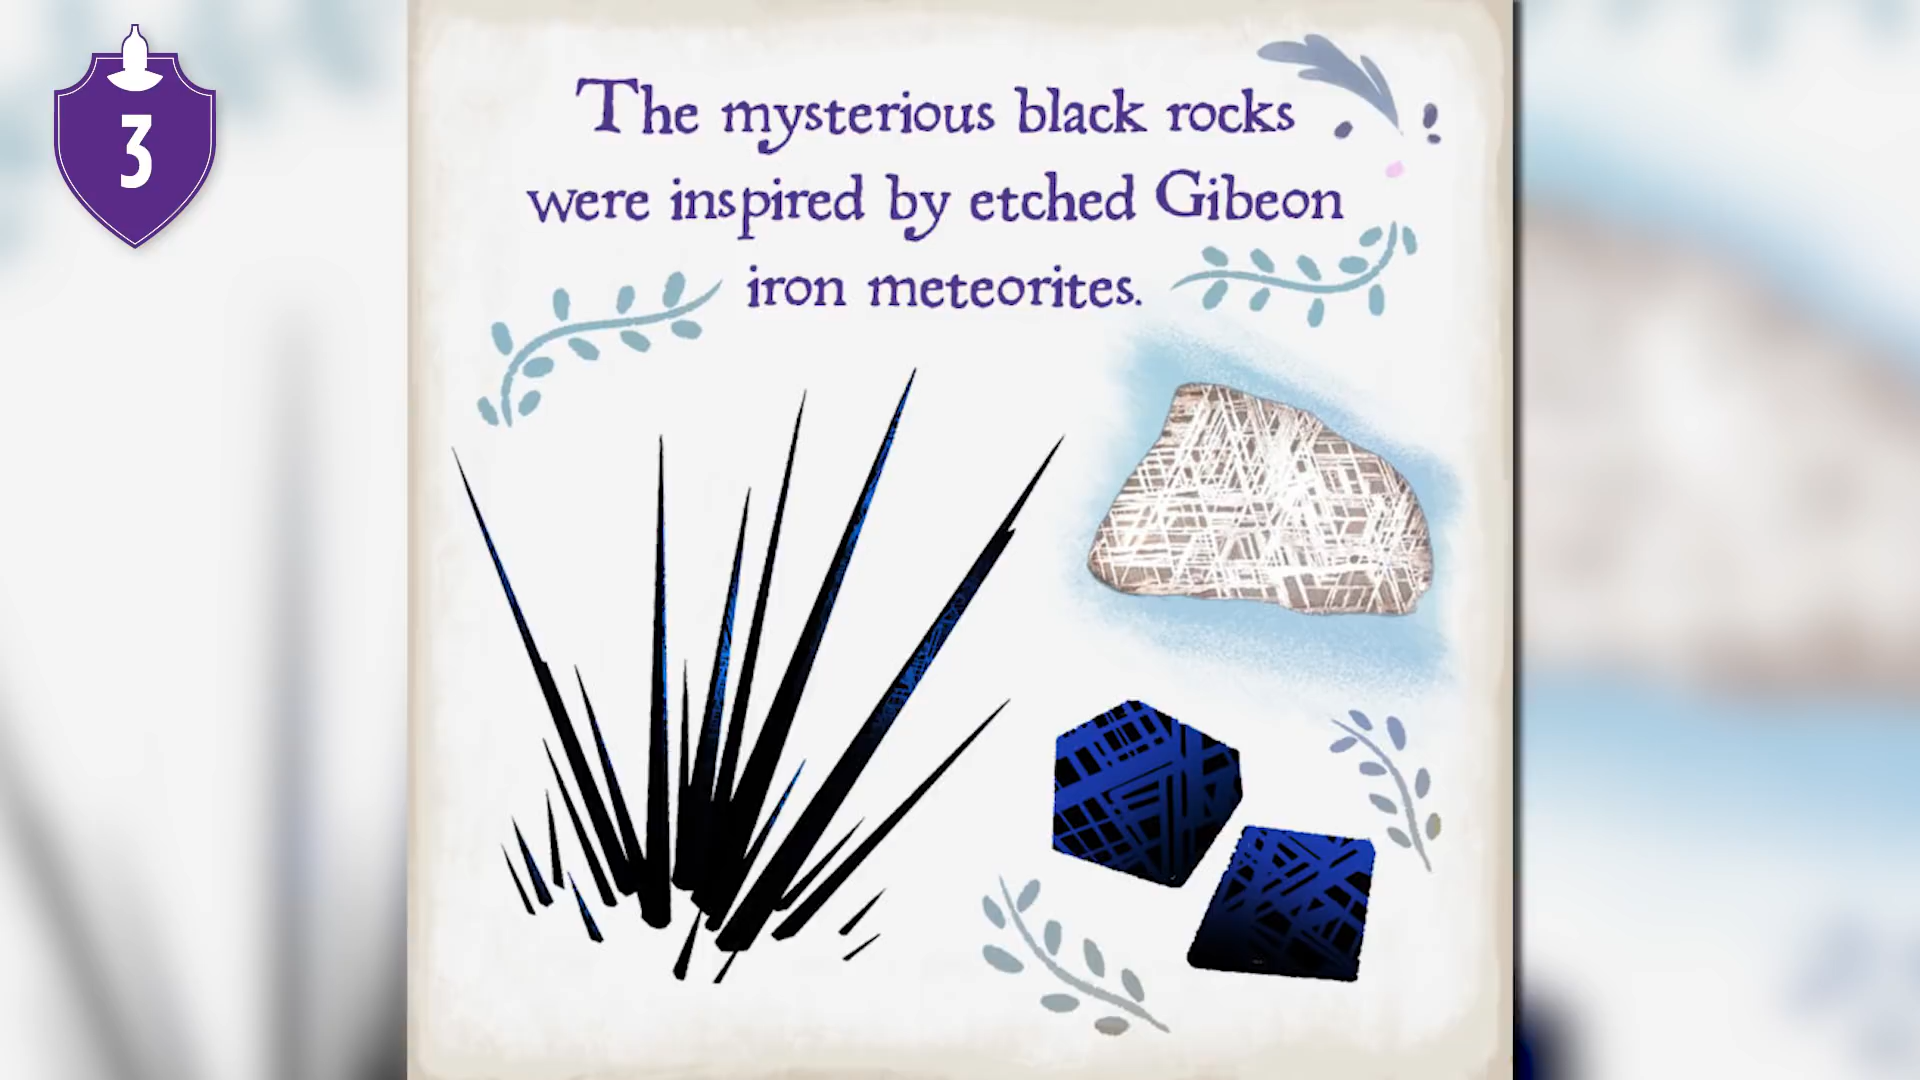 3
The mysterious black rocks
were inspired by etched Gibeon
iron meteorites.